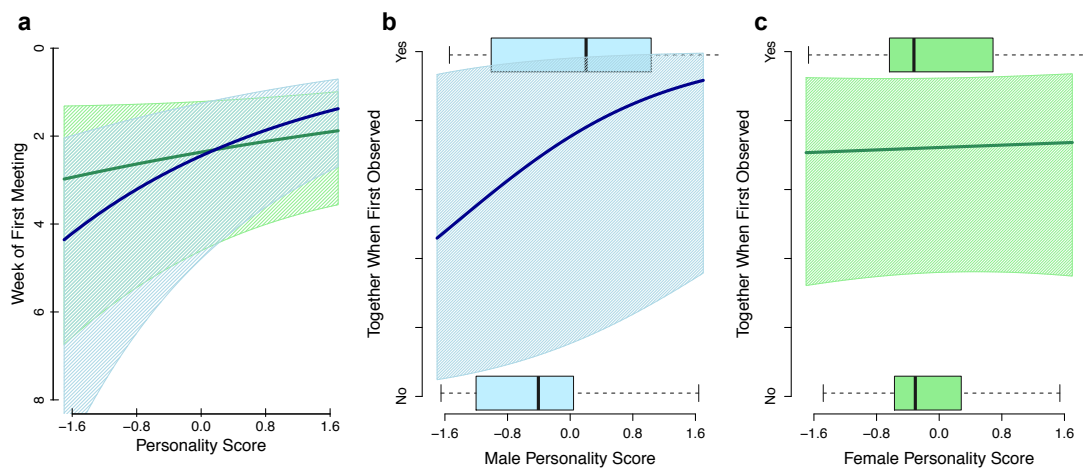 a
Week of First Meeting
0
2
4
6
8
−1.6
−0.8
0.0
0.8
1.6
Personality Score
b
Together When First Observed
Yes
No
−1.6
−0.8
0.0
0.8
1.6
Male Personality Score
c
Together When First Observed
Yes
No
−1.6
−0.8
0.0
0.8
1.6
Female Personality Score